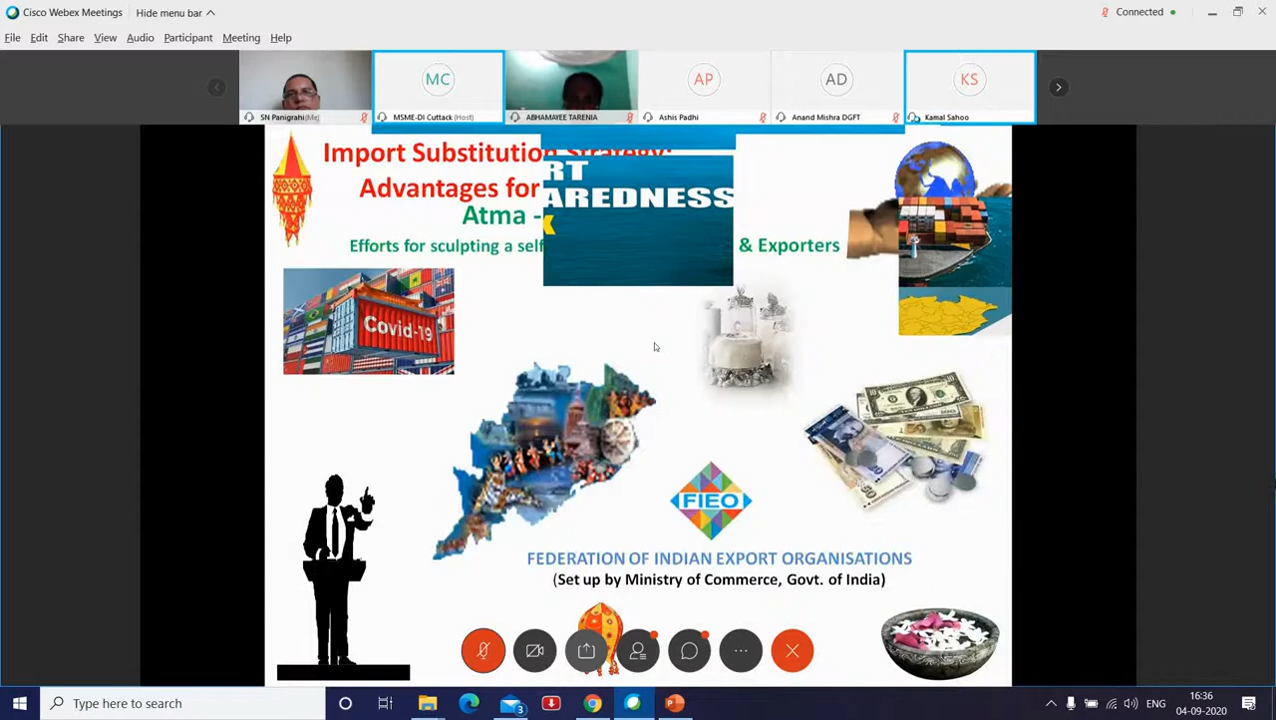 Cisco Webex Meetings
Hide menu bar
Connected
File Edit Share View Audio Participant Meeting Help
MC
AP
AD
KS
SN Panigrahi(Me)
MSME-DI Cuttack (Host)
ABHAMAYEE TARENIA
Ashis Padhi
Anand Mishra DGFT
Kamal Sahoo
Import Substitution Strategy:
Advantages for
Atma -
Efforts for sculpting a self
& Exporters
RT
AREDNESS
Covid-19
FIEO
FEDERATION OF INDIAN EXPORT ORGANISATIONS
(Set up by Ministry of Commerce, Govt. of India)
Type here to search
3
ENG
16:36
04-09-2020